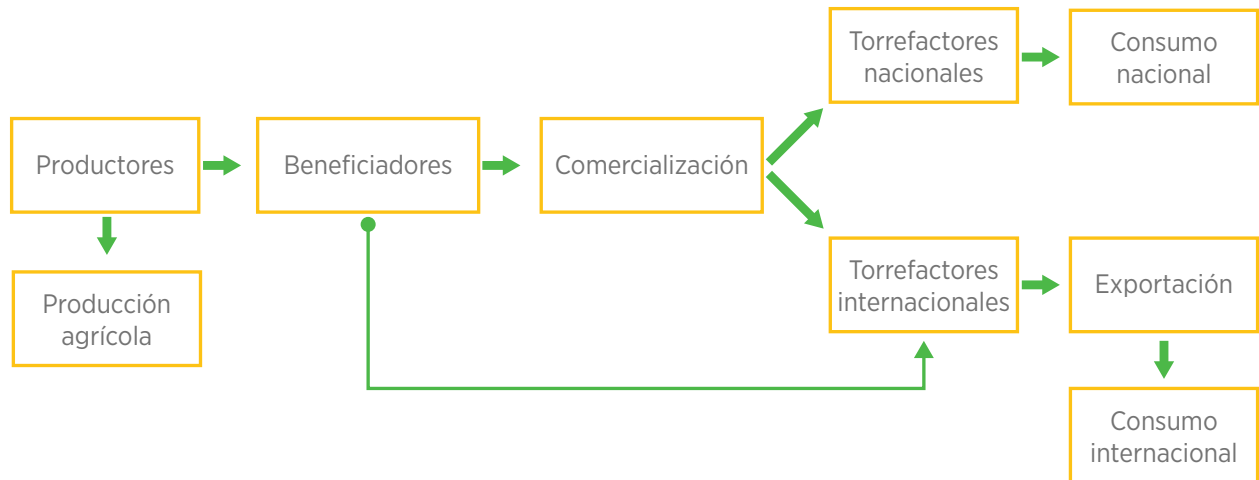 Torrefactores
nacionales
Consumo
nacional
Productores
Beneficiadores
Comercialización
Producción
agrícola
Torrefactores
internacionales
Exportación
Consumo
internacional